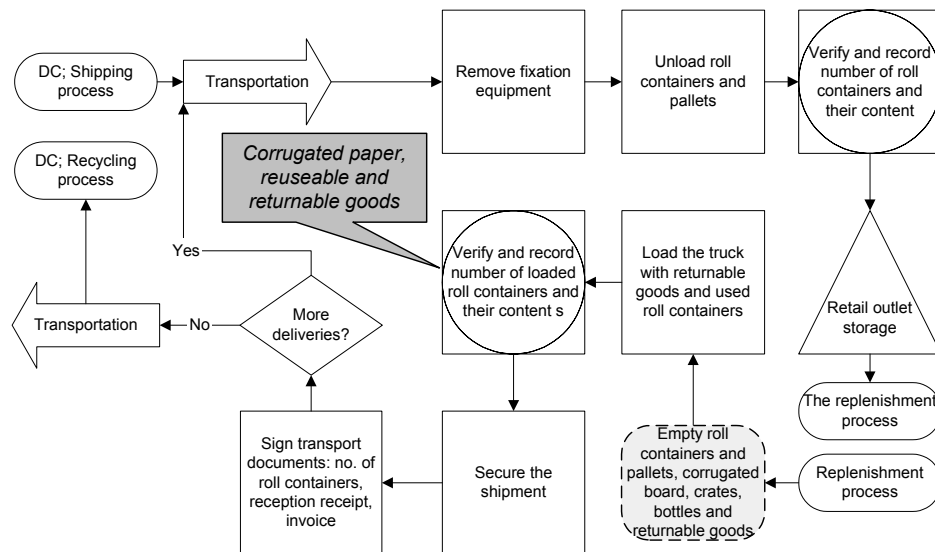 DC; Shipping
process
Transportation
Remove fixation
equipment
Unload roll
containers and
pallets
Verify and record
number of roll
containers and
their content
DC; Recycling
process
Corrugated paper,
reuseable and
returnable goods
Yes
Verify and record
number of loaded
roll containers and
their content s
Load the truck
with returnable
goods and used
roll containers
Retail outlet
storage
Transportation
No
More
deliveries?
The replenishment
process
Sign transport
documents: no. of
roll containers,
reception receipt,
invoice
Secure the
shipment
Empty roll
containers and
pallets, corrugated
board, crates,
bottles and
returnable goods
Replenishment
process